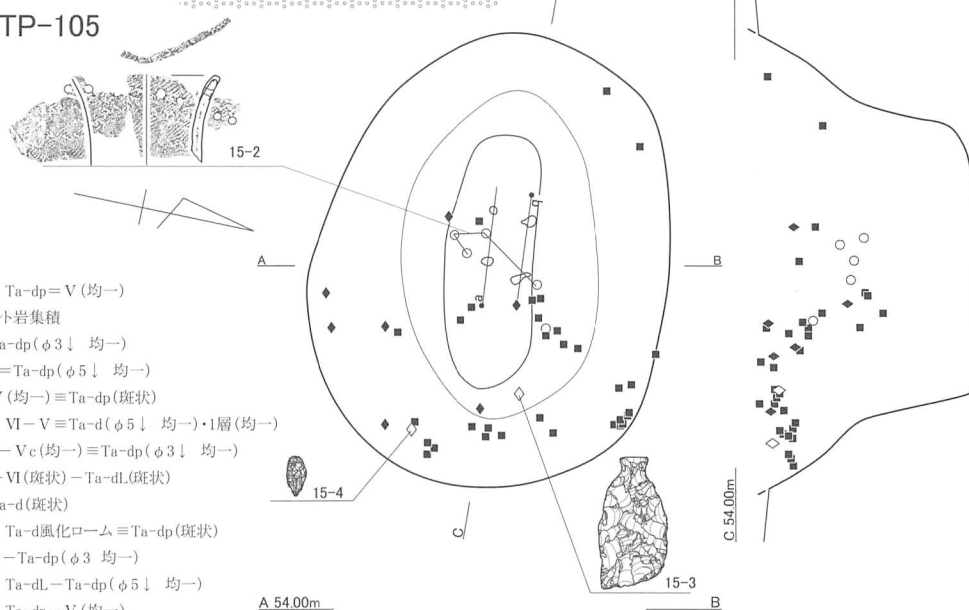 TP-105
15-2
A
B
b
a
Ta-dp=Ⅴ(均一)
ト岩集積
a-dp(φ3↓ 均一)
=Ta-dp(φ5↓ 均一)
(均一)≡Ta-dp(斑状)
Ⅵ-Ⅴ≡Ta-d(φ5↓ 均一)・1層(均一)
-Ⅴc(均一)≡Ta-dp(φ3↓ 均一)
Ⅵ(斑状)-Ta-dL(斑状)
a-d(斑状)
Ta-d風化ローム≡Ta-dp(斑状)
-Ta-dp(φ3 均一)
Ta-dL-Ta-dp(φ5↓ 均一)
15-4
C
15-3
C 54.00m
A 54.00m
B